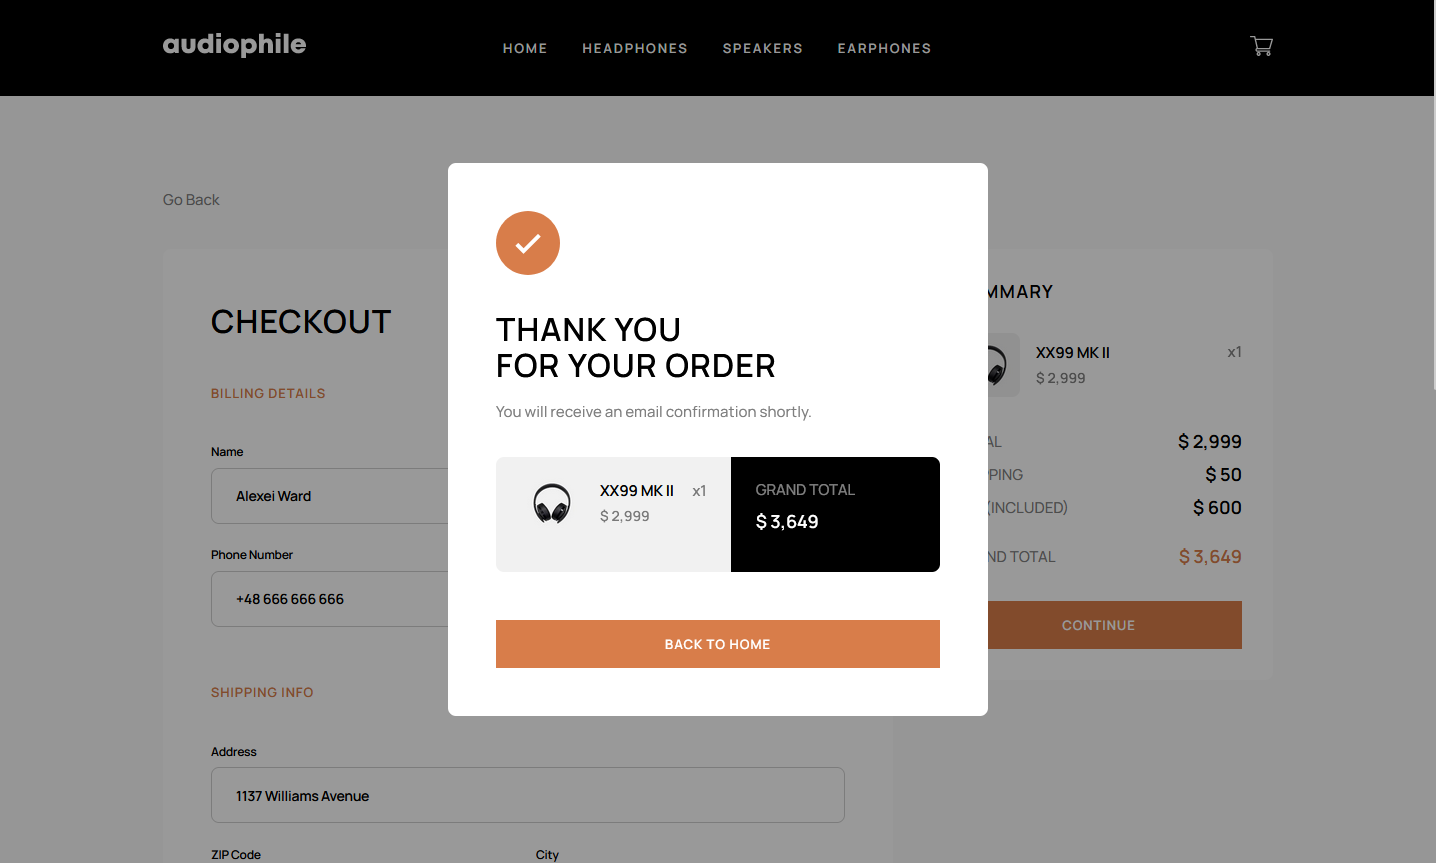 audiophile
HOME HEADPHONES SPEAKERS EARPHONES
Go Back
CHECKOUT
BILLING DETAILS
Name
Alexei Ward
Phone Number
+48 666 666 666
SHIPPING INFO
Address
1137 Williams Avenue
ZIP Code City
THANK YOU
FOR YOUR ORDER
You will receive an email confirmation shortly.
XX99 MK II x1
$ 2,999
GRAND TOTAL
$ 3,649
BACK TO HOME
MMARY
XX99 MK II x1
$ 2,999
AL $ 2,999
PPING $ 50
(INCLUDED) $ 600
ND TOTAL $ 3,649
CONTINUE